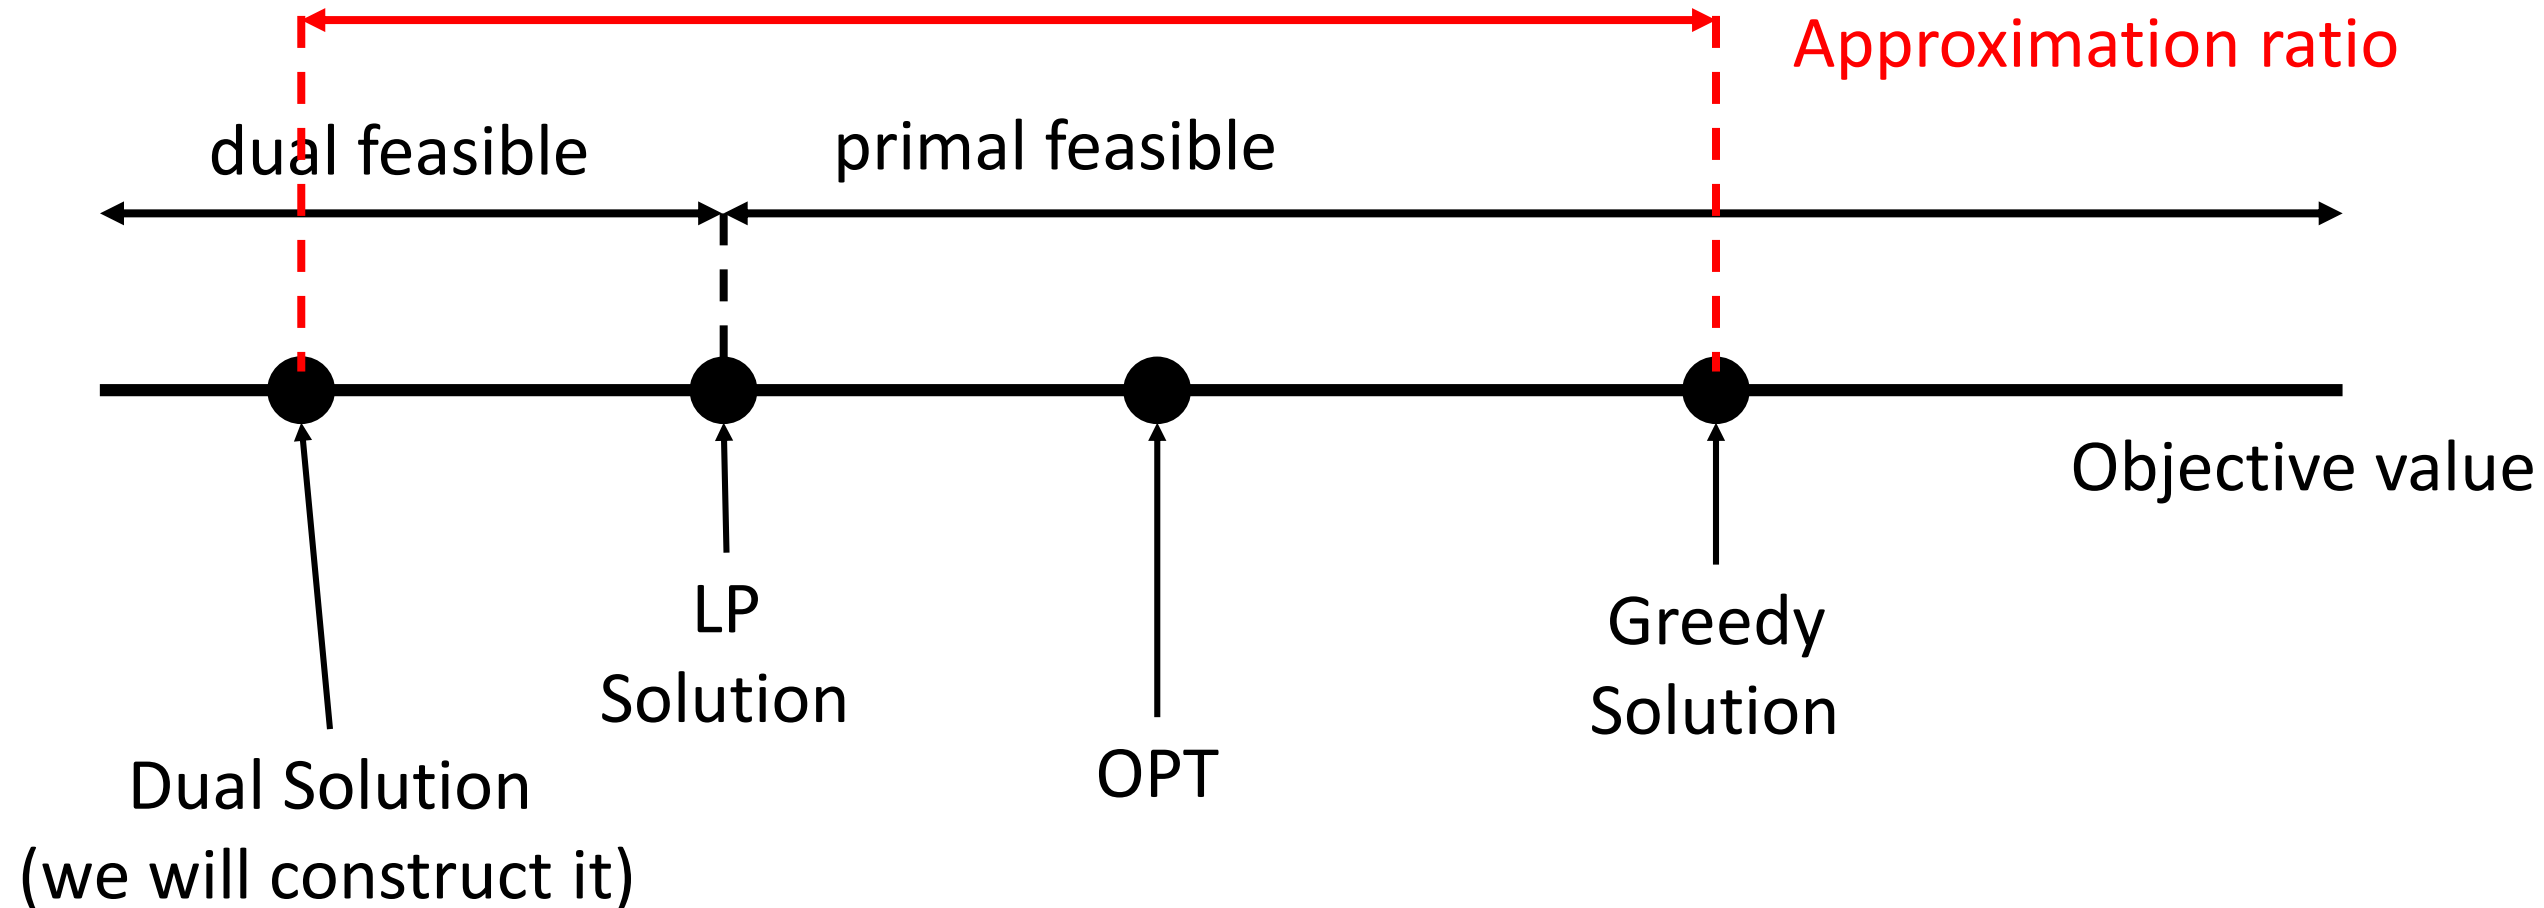 Approximation ratio
dual feasible
primal feasible
Objective value
LP
Solution
Greedy
Solution
OPT
Dual Solution
(we will construct it)